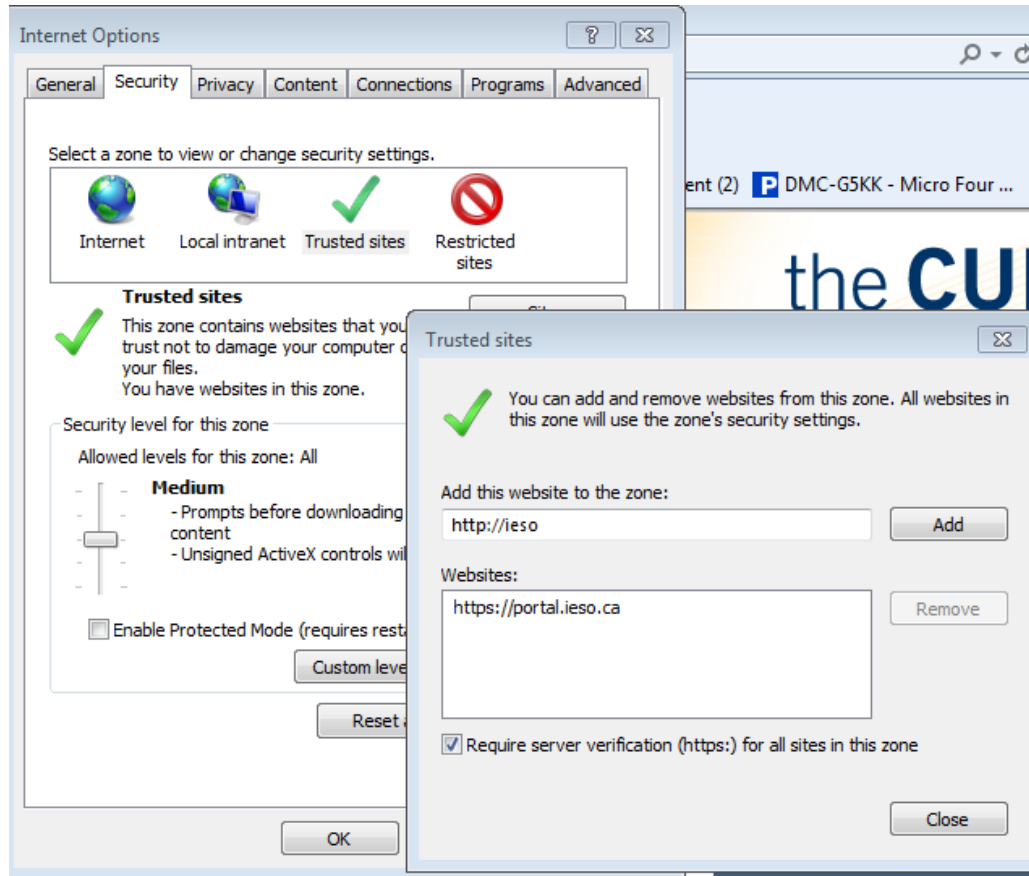 Internet Options
General Security Privacy Content Connections Programs Advanced
Select a zone to view or change security settings.
Internet Local intranet Trusted sites Restricted
sites
Trusted sites
This zone contains websites that you
trust not to damage your computer
your files.
You have websites in this zone.
Security level for this zone
Allowed levels for this zone: All
Medium
- Prompts before downloading
content
- Unsigned ActiveX controls
Enable Protected Mode (requires
Custom
Reset
OK
ent (2) DMC-G5KK - Micro Four ...
the
Trusted sites
You can add and remove websites from this zone. All websites in
this zone will use the zone's security settings.
Add this website to the zone:
http://ieso Add
Websites:
https://portal.ieso.ca Remove
Require server verification (https:) for all sites in this zone
Close